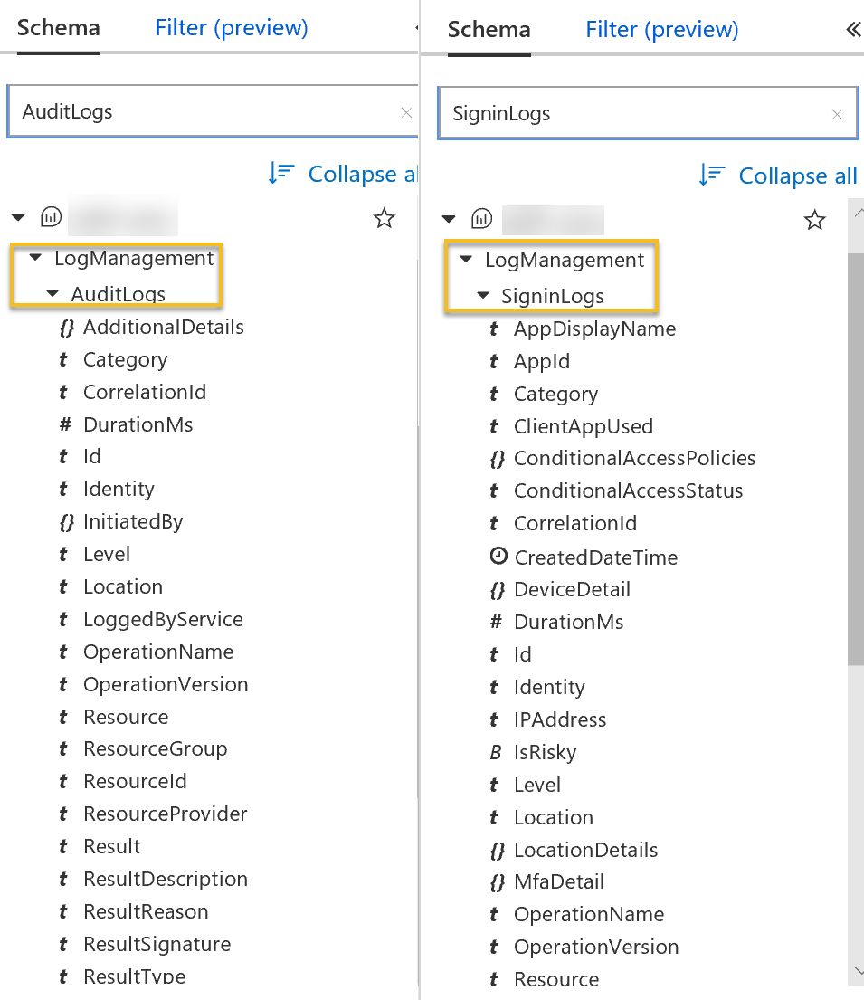 Schema
Filter (preview)
AuditLogs
Collapse al
LogManagement
AuditLogs
{} AdditionalDetails
t Category
t CorrelationId
# DurationMs
t Id
t Identity
{} InitiatedBy
t Level
t Location
t LoggedByService
t OperationName
t OperationVersion
t Resource
t ResourceGroup
t ResourceId
t ResourceProvider
t Result
t ResultDescription
t ResultReason
t ResultSignature
t ResultType
Schema
Filter (preview)
SigninLogs
Collapse all
LogManagement
SigninLogs
t AppDisplayName
t AppId
t Category
t ClientAppUsed
{} ConditionalAccessPolicies
t ConditionalAccessStatus
t CorrelationId
CreatedDateTime
{} DeviceDetail
# DurationMs
t Id
t Identity
t IPAddress
B IsRisky
t Level
t Location
{} LocationDetails
{} MfaDetail
t OperationName
t OperationVersion
t Resource